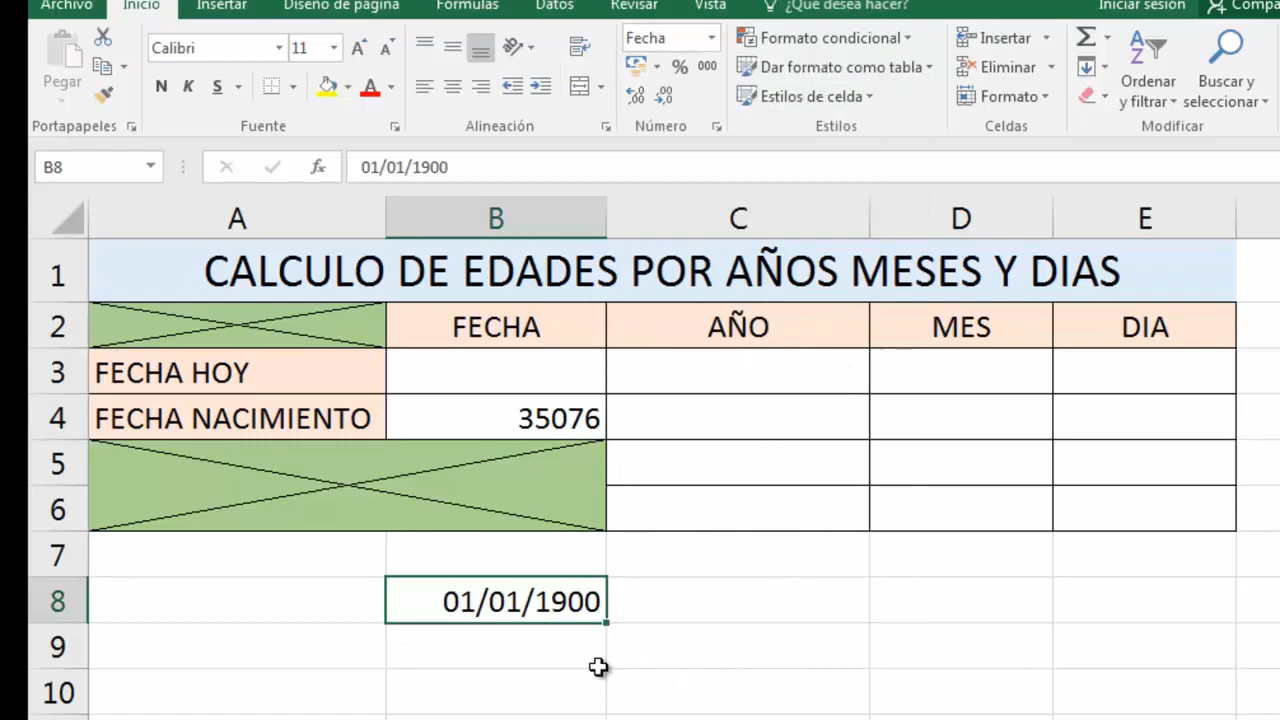 Archivo Inicio Insertar Diseño de página Fórmulas Datos Revisar Vista ¿Qué desea hacer? Iniciar sesión Compa
Pegar
Calibri 11
N K S
Fecha
% 000
Formato condicional
Dar formato como tabla
Estilos de celda
Insertar
Eliminar
Formato
Ordenar y filtrar
Buscar y seleccionar
Portapapeles Fuente Alineación Número Estilos Celdas Modificar
B8 fx 01/01/1900
A B C D E
1 CALCULO DE EDADES POR AÑOS MESES Y DIAS
2 FECHA AÑO MES DIA
3 FECHA HOY
4 FECHA NACIMIENTO 35076
5
6
7
8 01/01/1900
9
10